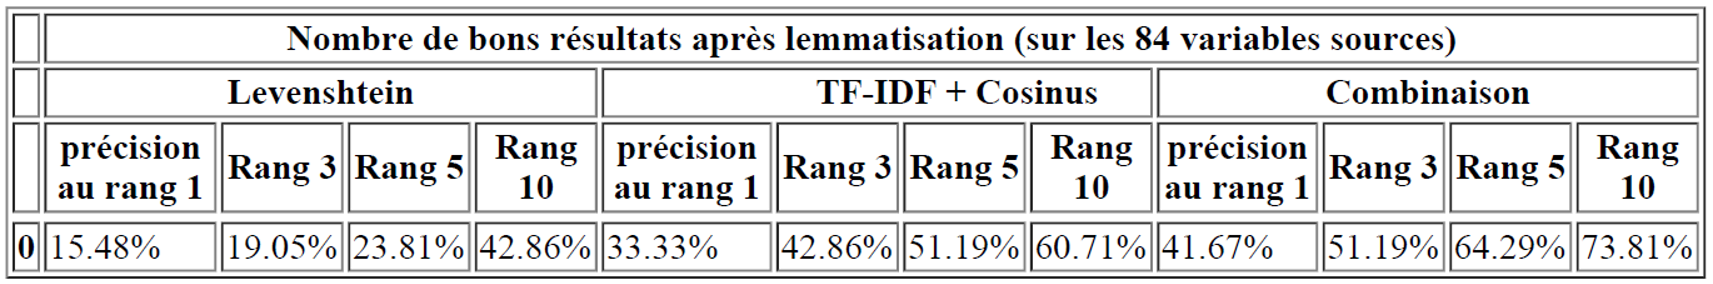 Nombre de bons résultats après lemmatisation (sur les 84 variables sources)
Levenshtein TF-IDF + Cosinus Combinaison
précision au rang 1 Rang 3 Rang 5 Rang 10 précision au rang 1 Rang 3 Rang 5 Rang 10 précision au rang 1 Rang 3 Rang 5 Rang 10
0 15.48% 19.05% 23.81% 42.86% 33.33% 42.86% 51.19% 60.71% 41.67% 51.19% 64.29% 73.81%